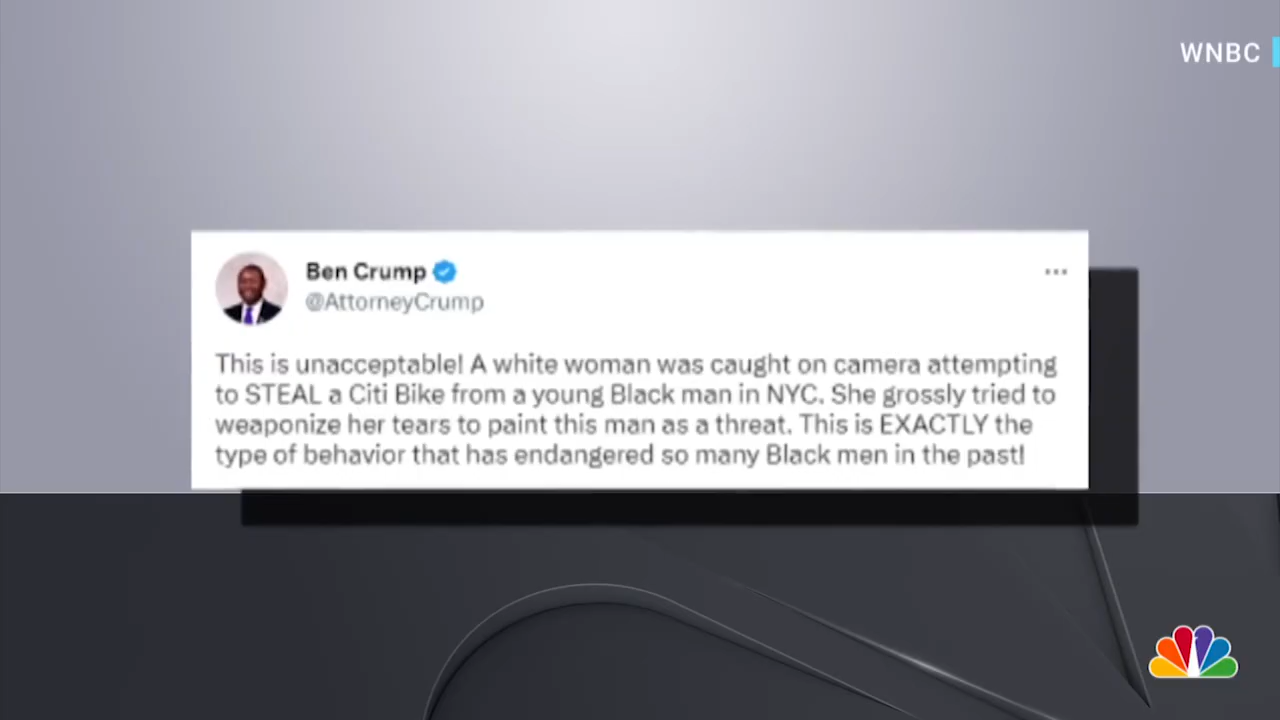 WNBC
Ben Crump
@AttorneyCrump
This is unacceptable! A white woman was caught on camera attempting
to STEAL a Citi Bike from a young Black man in NYC. She grossly tried to
weaponize her tears to paint this man as a threat. This is EXACTLY the
type of behavior that has endangered so many Black men in the past!